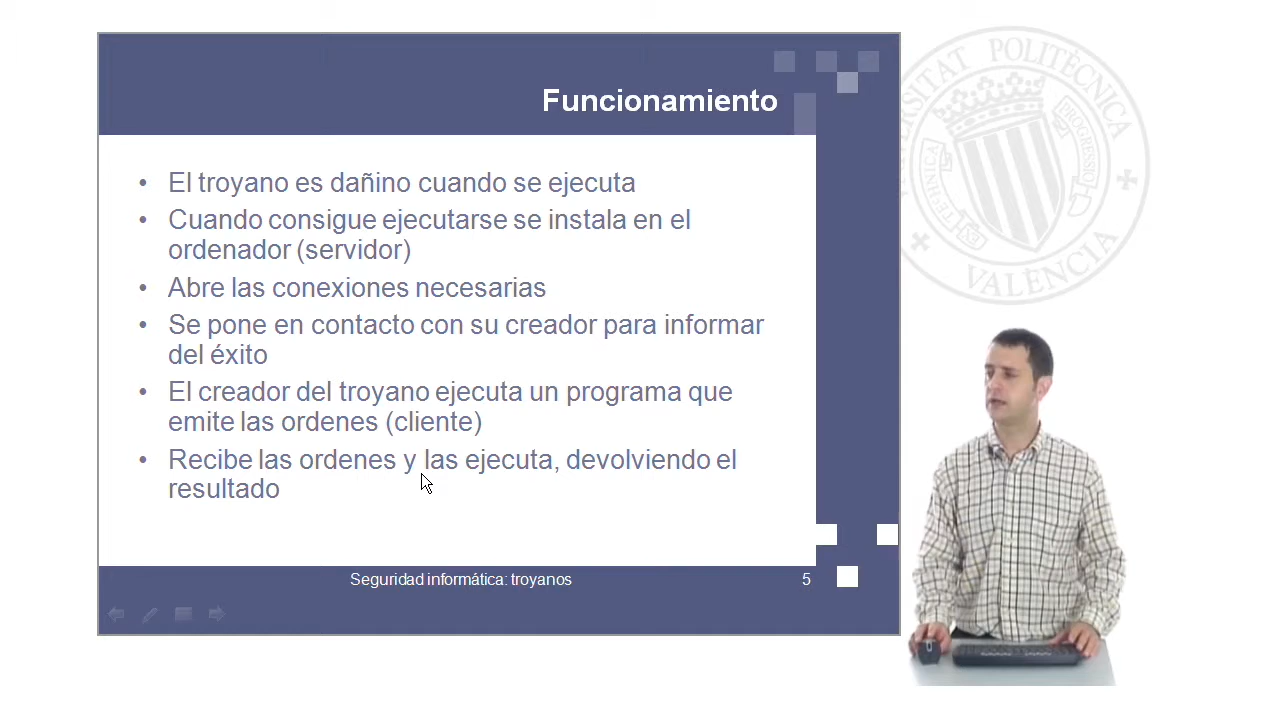 Funcionamiento
• El troyano es dañino cuando se ejecuta
• Cuando consigue ejecutarse se instala en el
ordenador (servidor)
• Abre las conexiones necesarias
• Se pone en contacto con su creador para informar
del éxito
• El creador del troyano ejecuta un programa que
emite las ordenes (cliente)
• Recibe las ordenes y las ejecuta, devolviendo el
resultado
Seguridad informática: troyanos
5
POLITÈCNICA
VALÈNCIA